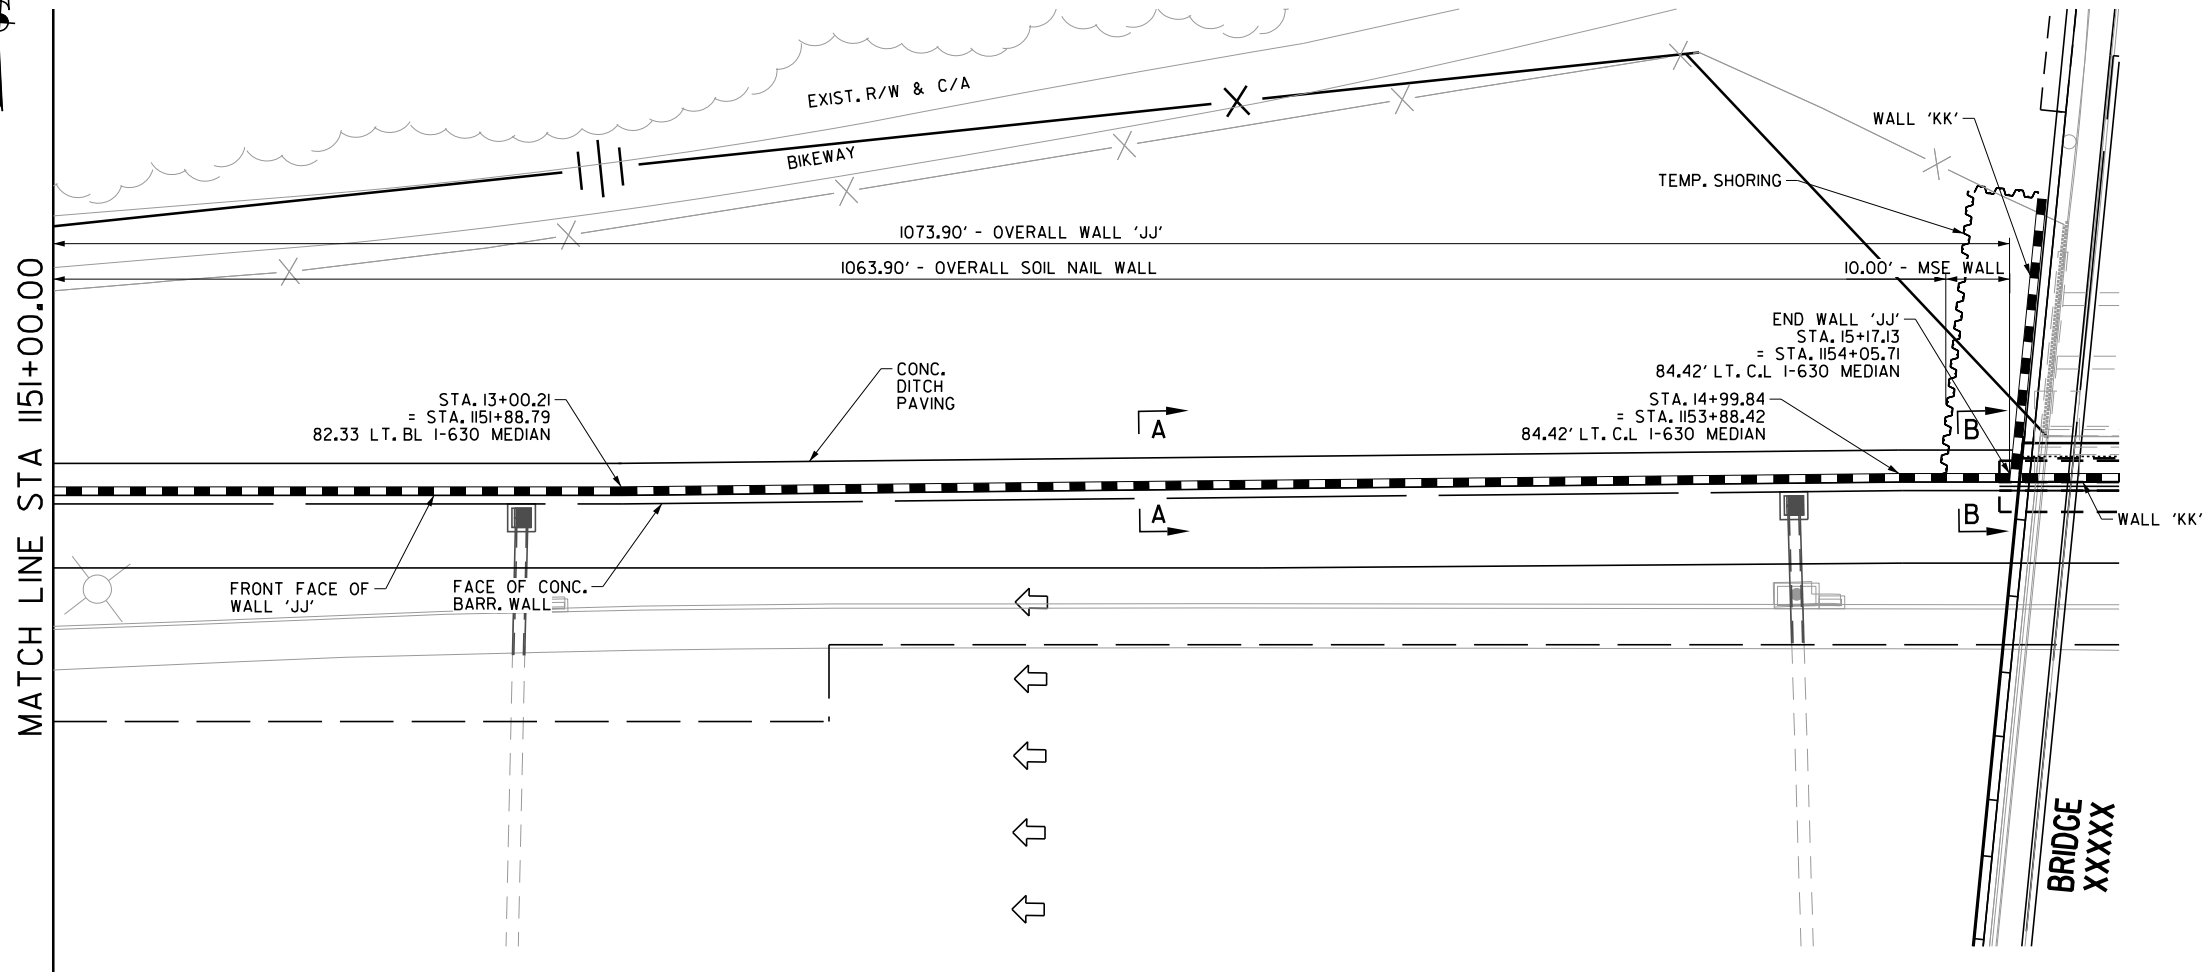 MATCH LINE STA 1151+00.00
EXIST. R/W & C/A
BIKEWAY
WALL 'KK'
TEMP. SHORING
1073.90' - OVERALL WALL 'JJ'
1063.90' - OVERALL SOIL NAIL WALL
10.00' - MSE WALL
END WALL 'JJ'
STA. 15+17.13
= STA. 1154+05.71
84.42' LT. C.L I-630 MEDIAN
CONC.
DITCH
PAVING
STA. 13+00.21
= STA. 1151+88.79
82.33 LT. BL I-630 MEDIAN
STA. 14+99.84
= STA. 1153+88.42
84.42' LT. C.L I-630 MEDIAN
A
B
A
B
WALL 'KK'
FRONT FACE OF
WALL 'JJ'
FACE OF CONC.
BARR. WALL
BRIDGE
XXXXX